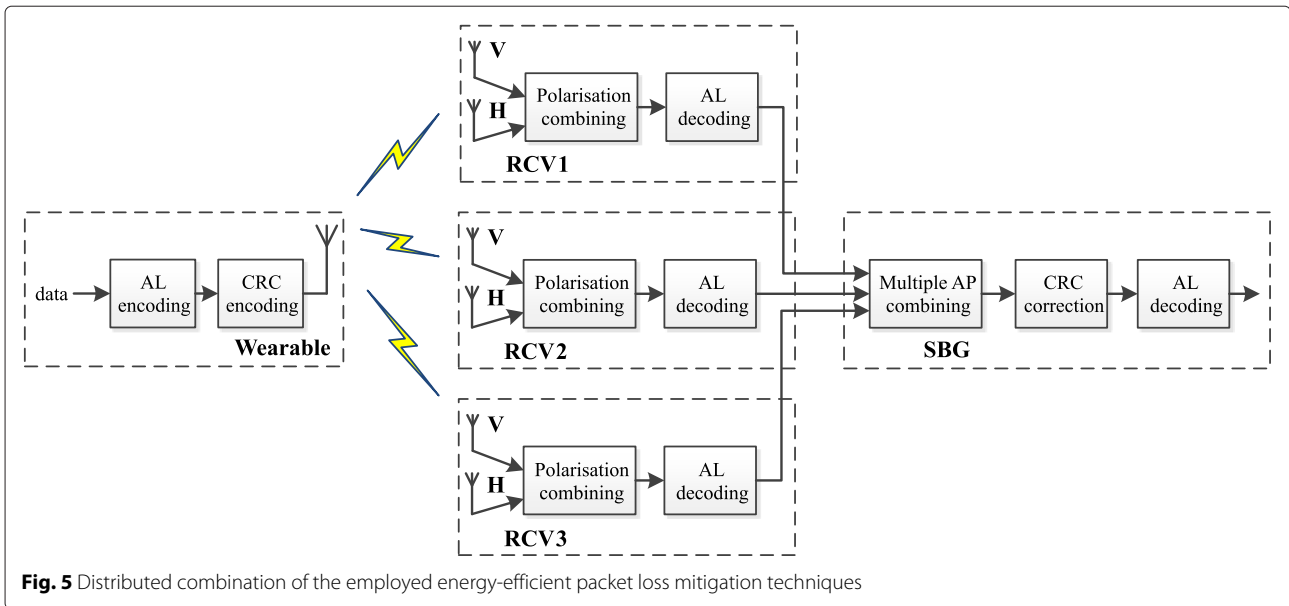 V
H
Polarisation
combining
AL
decoding
RCV1
data
AL
encoding
CRC
encoding
Wearable
V
H
Polarisation
combining
AL
decoding
RCV2
Multiple AP
combining
CRC
correction
AL
decoding
SBG
V
H
Polarisation
combining
AL
decoding
RCV3
Fig. 5 Distributed combination of the employed energy-efficient packet loss mitigation techniques